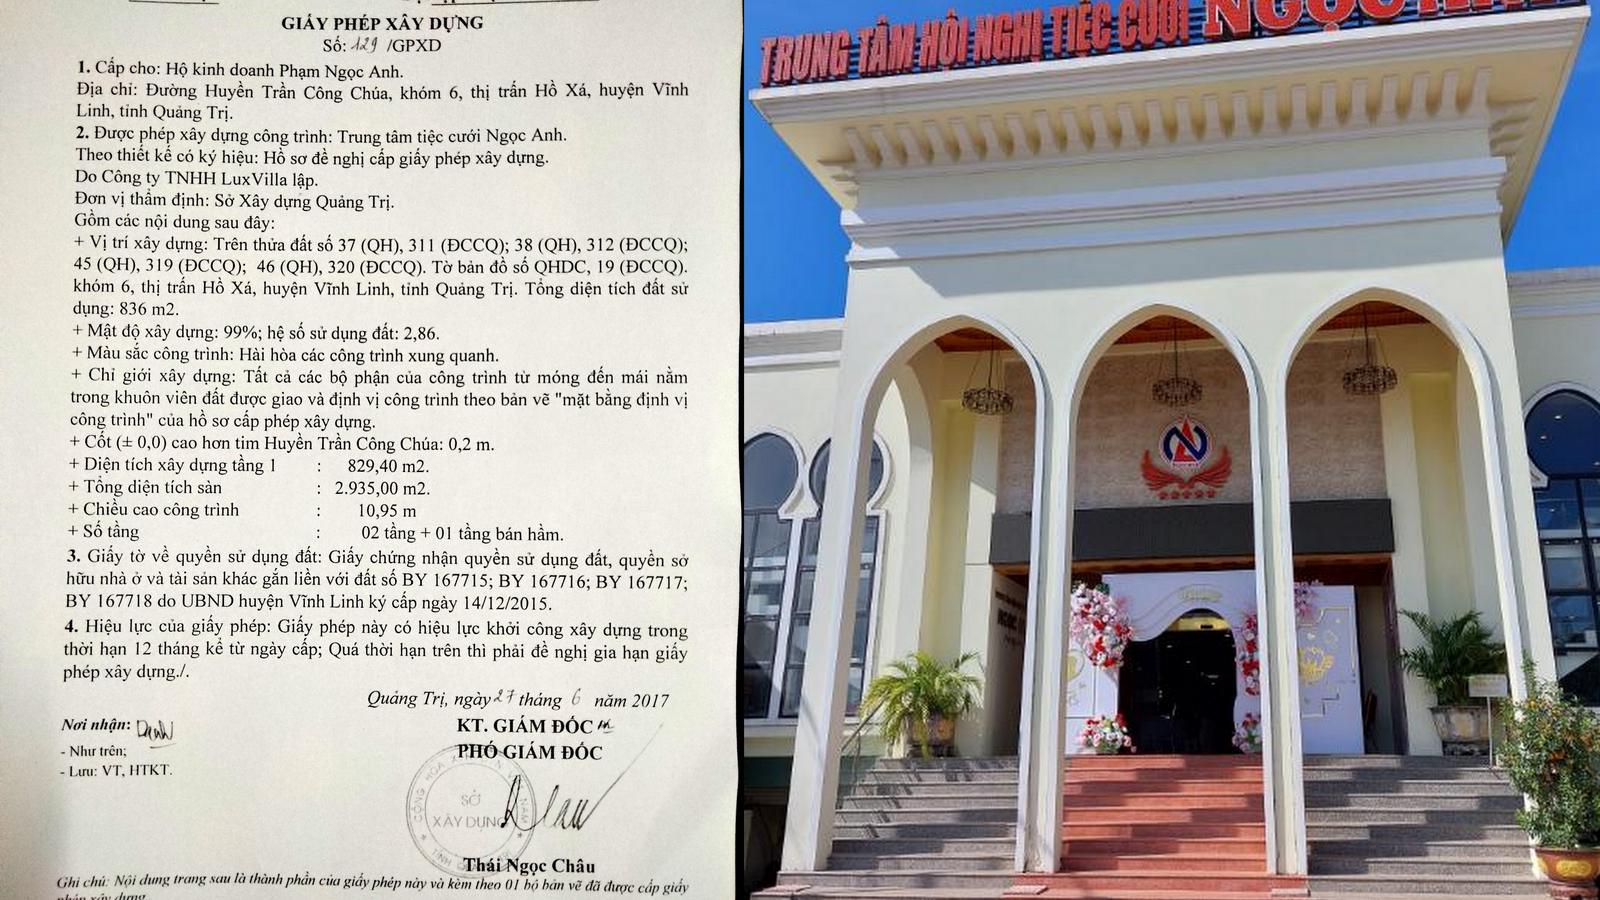 GIẤY PHÉP XÂY DỰNG
Số: 129 /GPXD
1. Cấp cho: Hộ kinh doanh Phạm Ngọc Anh.
Địa chỉ: Đường Huyền Trần Công Chúa, khóm 6, thị trấn Hồ Xá, huyện Vĩnh
Linh, tỉnh Quảng Trị.
2. Được phép xây dựng công trình: Trung tâm tiệc cưới Ngọc Anh.
Theo thiết kế có ký hiệu: Hồ sơ đề nghị cấp giấy phép xây dựng.
Do Công ty TNHH LuxVilla lập.
Đơn vị thẩm định: Sở Xây dựng Quảng Trị.
Gồm các nội dung sau đây:
+ Vị trí xây dựng: Trên thửa đất số 37 (QH), 311 (ĐCCQ); 38 (QH), 312 (ĐCCQ);
45 (QH), 319 (ĐCCQ); 46 (QH), 320 (ĐCCQ). Tờ bản đồ số QHDC, 19 (ĐCCQ).
khóm 6, thị trấn Hồ Xá, huyện Vĩnh Linh, tỉnh Quảng Trị. Tổng diện tích đất sử
dụng: 836 m2.
+ Mật độ xây dựng: 99%; hệ số sử dụng đất: 2,86.
+ Màu sắc công trình: Hài hòa các công trình xung quanh.
+ Chỉ giới xây dựng: Tất cả các bộ phận của công trình từ móng đến mái nằm
trong khuôn viên đất được giao và định vị công trình theo bản vẽ "mặt bằng định vị
công trình" của hồ sơ cấp phép xây dựng.
+ Cốt (± 0,0) cao hơn tim Huyền Trần Công Chúa: 0,2 m.
+ Diện tích xây dựng tầng 1 : 829,40 m2.
+ Tổng diện tích sàn : 2.935,00 m2.
+ Chiều cao công trình : 10,95 m
+ Số tầng : 02 tầng + 01 tầng bán hầm.
3. Giấy tờ về quyền sử dụng đất: Giấy chứng nhận quyền sử dụng đất, quyền sở
hữu nhà ở và tài sản khác gắn liền với đất số BY 167715; BY 167716; BY 167717;
BY 167718 do UBND huyện Vĩnh Linh ký cấp ngày 14/12/2015.
4. Hiệu lực của giấy phép: Giấy phép này có hiệu lực khởi công xây dựng trong
thời hạn 12 tháng kể từ ngày cấp; Quá thời hạn trên thì phải đề nghị gia hạn giấy
phép xây dựng./.
Quảng Trị, ngày 27 tháng 6 năm 2017
Nơi nhận:
- Như trên;
- Lưu: VT, HTKT.
KT. GIÁM ĐỐC
PHÓ GIÁM ĐỐC
SỞ
XÂY DỰNG
Thái Ngọc Châu
Ghi chú: Nội dung trang sau là thành phần của giấy phép này và kèm theo 01 bộ bản vẽ đã được cấp giấy
phép xây dựng
TRUNG TÂM HỘI NGHỊ TIỆC CƯỚI NGỌC ANH